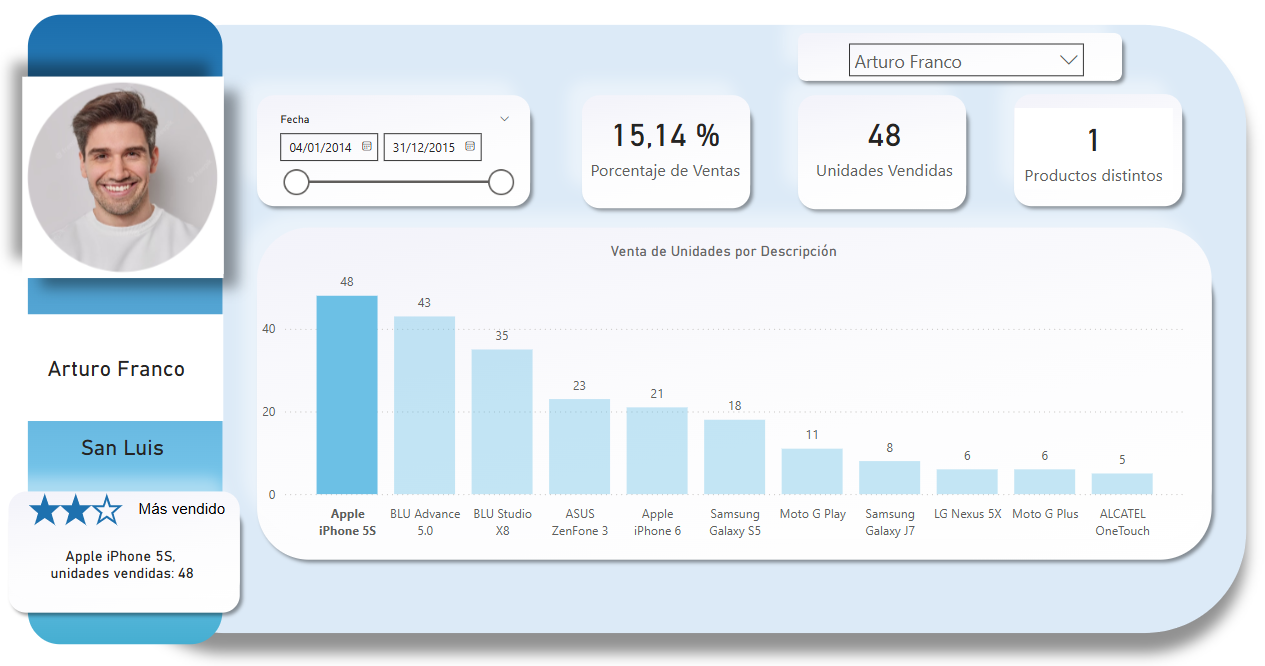 Arturo Franco
Fecha
04/01/2014
31/12/2015
15,14 %
Porcentaje de Ventas
48
Unidades Vendidas
1
Productos distintos
Arturo Franco
San Luis
Más vendido
Apple iPhone 5S,
unidades vendidas: 48
Venta de Unidades por Descripción
40
20
0
48
43
35
23
21
18
11
8
6
6
5
Apple
iPhone 5S
BLU Advance
5.0
BLU Studio
X8
ASUS
ZenFone 3
Apple
iPhone 6
Samsung
Galaxy S5
Moto G Play
Samsung
Galaxy J7
LG Nexus 5X
Moto G Plus
ALCATEL
OneTouch